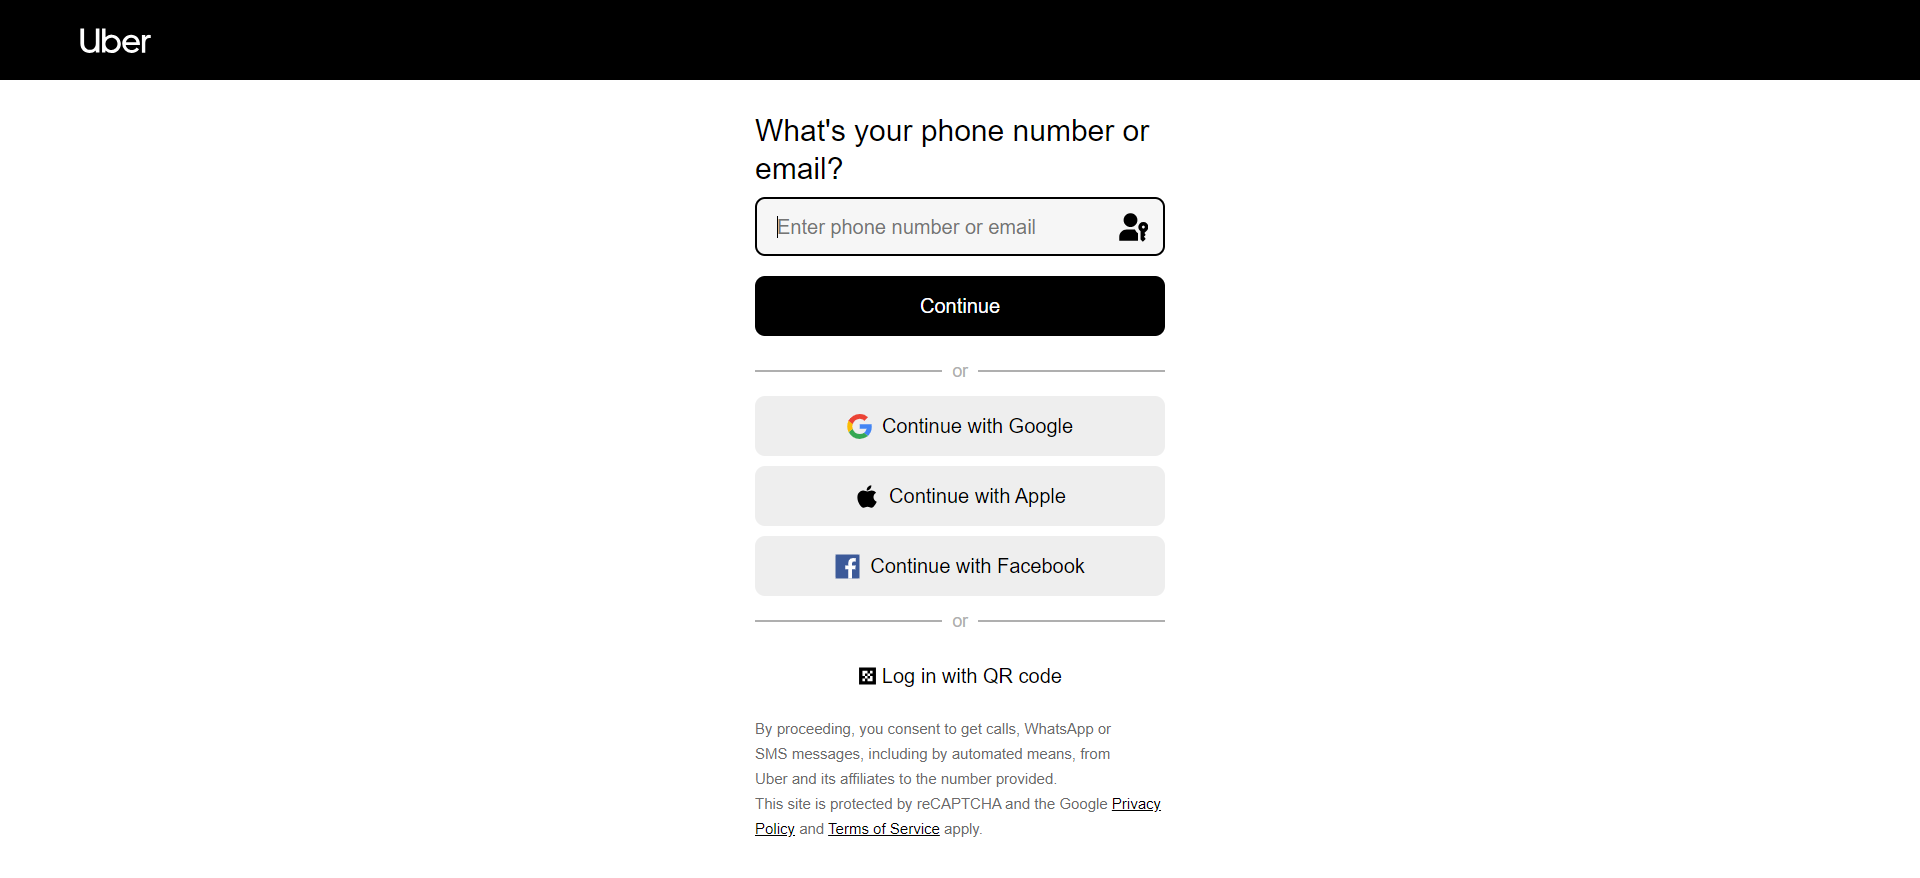 Uber
What's your phone number or
email?
Enter phone number or email
Continue
or
Continue with Google
Continue with Apple
Continue with Facebook
or
Log in with QR code
By proceeding, you consent to get calls, WhatsApp or
SMS messages, including by automated means, from
Uber and its affiliates to the number provided.
This site is protected by reCAPTCHA and the Google Privacy
Policy and Terms of Service apply.